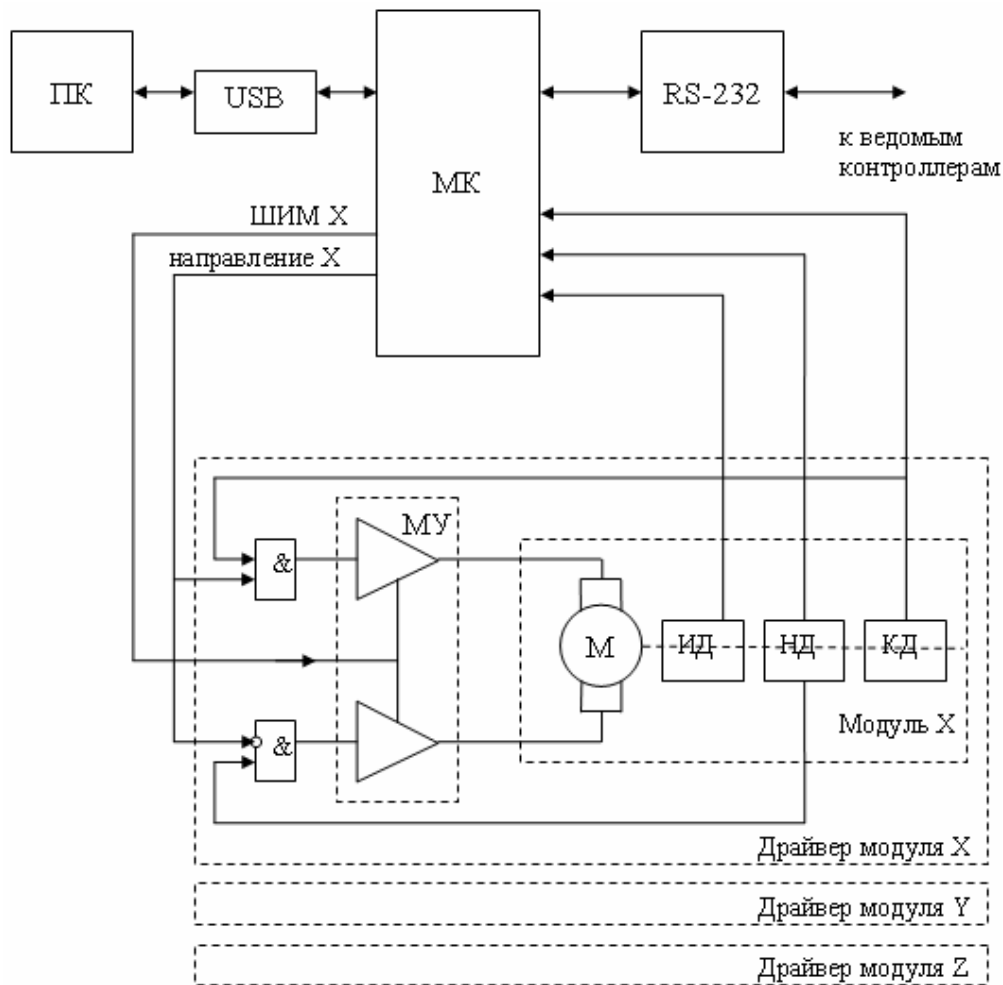 ПК
USB
МК
RS-232
к ведомым
контроллерам
ШИМ X
направление X
МУ
&
М
ИД
НД
КД
&
Модуль X
Драйвер модуля X
Драйвер модуля Y
Драйвер модуля Z